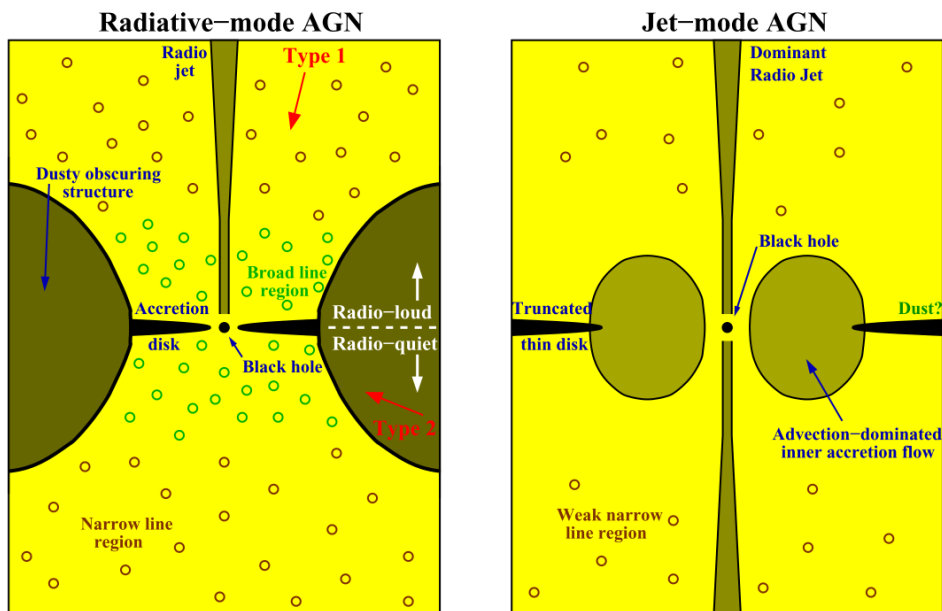 Radiative−mode AGN
Radio
jet
Type 1
Dusty obscuring
structure
Broad line
region
Accretion
disk
Black hole
Radio−loud
Radio−quiet
Type 2
Narrow line
region
Jet−mode AGN
Dominant
Radio Jet
Black hole
Truncated
thin disk
Dust?
Advection−dominated
inner accretion flow
Weak narrow
line region